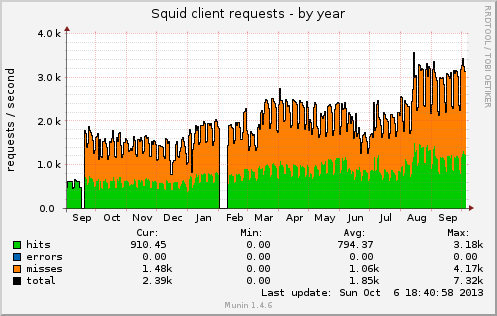 Squid client requests - by year
RRDTOOL / TOBI OETIKER
requests / second
4.0 k
3.0 k
2.0 k
1.0 k
0.0
Sep Oct Nov Dec Jan Feb Mar Apr May Jun Jul Aug Sep
Cur: Min: Avg: Max:
hits 910.45 0.00 794.37 3.18k
errors 0.00 0.00 0.00 0.00
misses 1.48k 0.00 1.06k 4.17k
total 2.39k 0.00 1.85k 7.32k
Last update: Sun Oct 6 18:40:58 2013
Munin 1.4.6